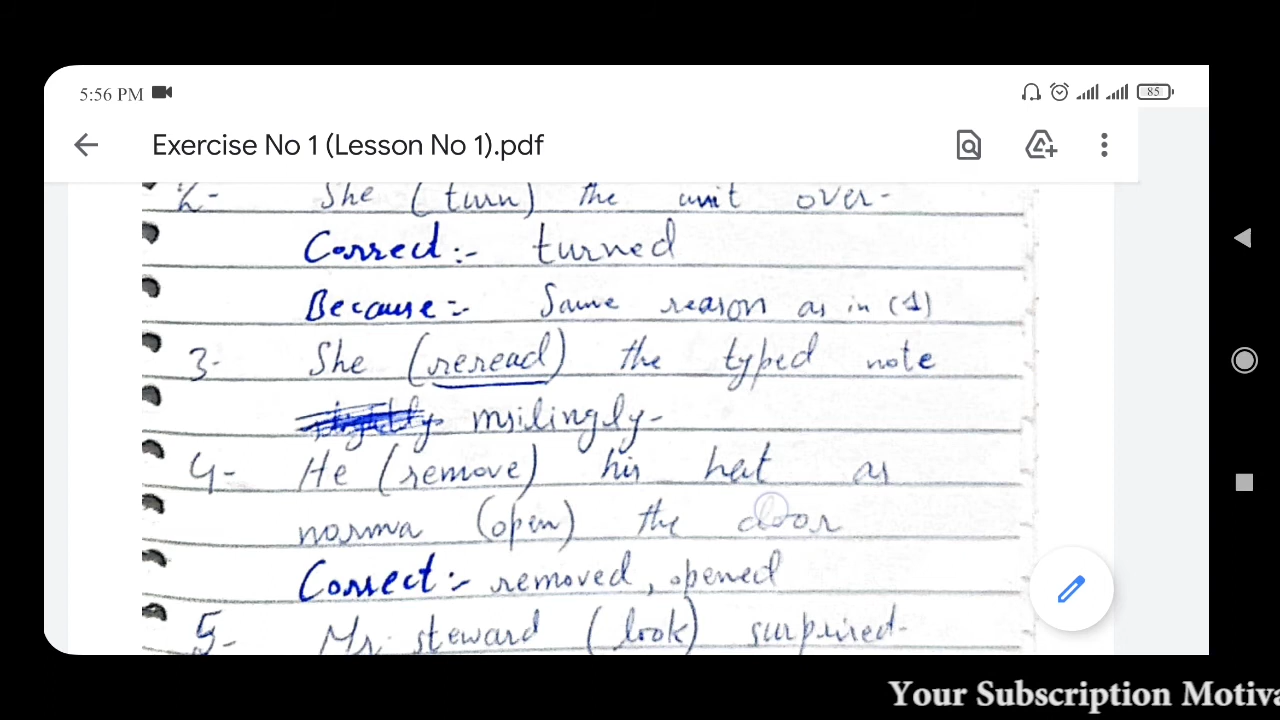 5:56 PM 85
Exercise No 1 (Lesson No 1).pdf
2- She (turn) the unit over-
Correct:- turned
Because:- Same reason as in (1)
3- She (reread) the typed note
msilingly-
4- He (remove) his hat as
norma (open) the door
Correct:- removed, opened
5- Mr. steward (look) surprised-
Your Subscription Motiva